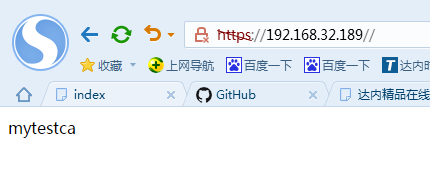 https://192.168.32.189//
收藏 上网导航 百度一下 百度一下 达内时
index GitHub 达内精品在线
mytestca